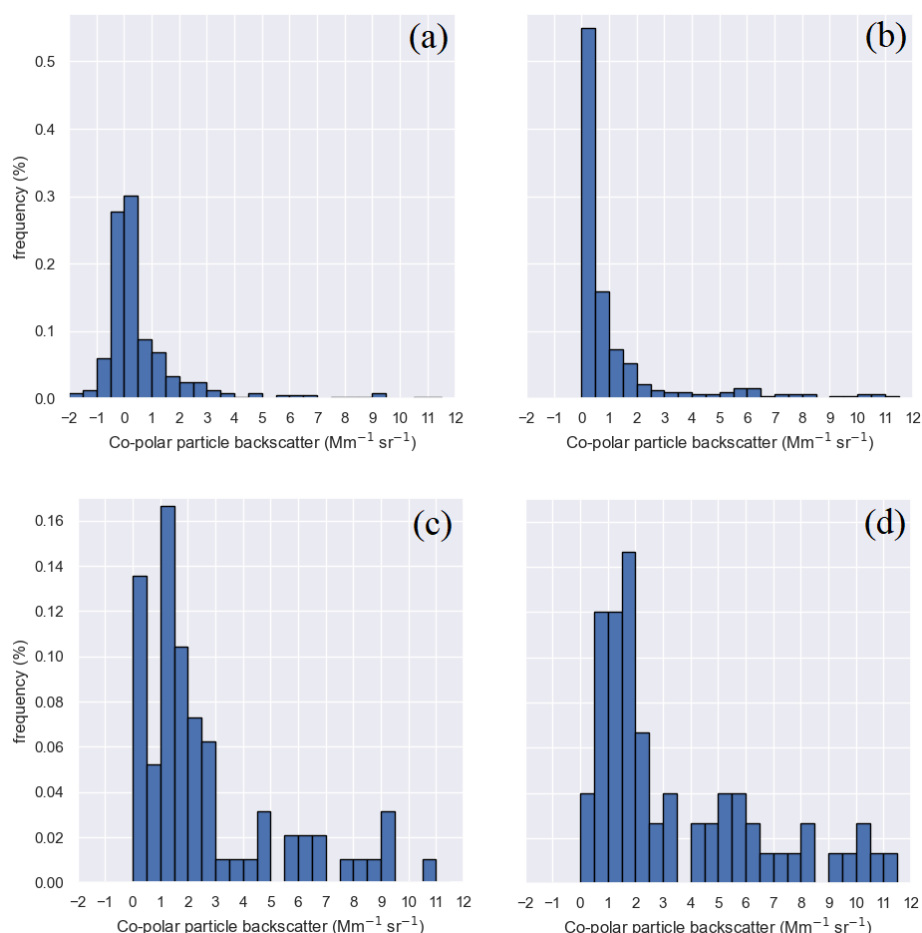 (a)
(b)
0.5
0.4
0.3
0.2
0.1
0.0
frequency (%)
−2 −1 0 1 2 3 4 5 6 7 8 9 10 11 12
Co-polar particle backscatter (Mm⁻¹ sr⁻¹)
−2 −1 0 1 2 3 4 5 6 7 8 9 10 11 12
Co-polar particle backscatter (Mm⁻¹ sr⁻¹)
(c)
(d)
0.16
0.14
0.12
0.10
0.08
0.06
0.04
0.02
0.00
frequency (%)
−2 −1 0 1 2 3 4 5 6 7 8 9 10 11 12
Co-polar particle backscatter (Mm⁻¹ sr⁻¹)
−2 −1 0 1 2 3 4 5 6 7 8 9 10 11 12
Co-polar particle backscatter (Mm⁻¹ sr⁻¹)